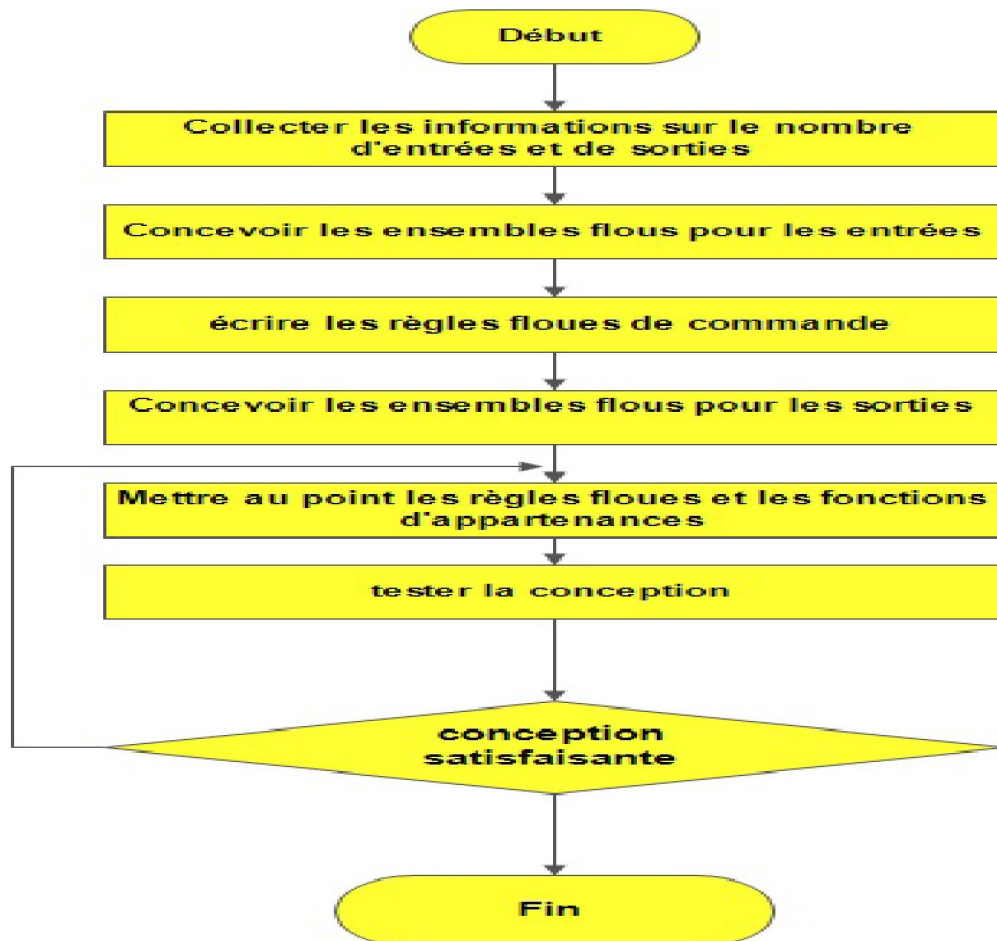 Début
Collecter les informations sur le nombre
d'entrées et de sorties
Concevoir les ensembles flous pour les entrées
écrire les règles floues de commande
Concevoir les ensembles flous pour les sorties
Mettre au point les règles floues et les fonctions
d'appartenances
tester la conception
conception
satisfaisante
Fin